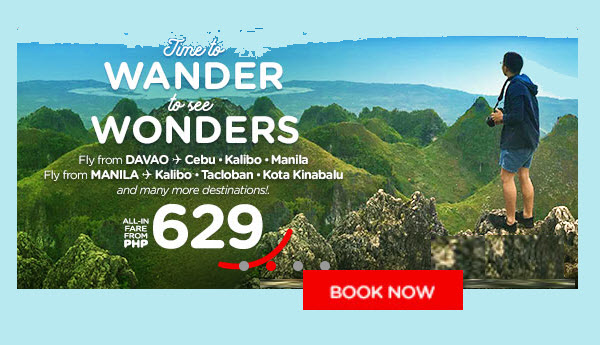 Time to
WANDER
to see
WONDERS
Fly from DAVAO ✈ Cebu • Kalibo • Manila
Fly from MANILA ✈ Kalibo • Tacloban • Kota Kinabalu
and many more destinations!.
ALL-IN
FARE
FROM
PHP
629
BOOK NOW